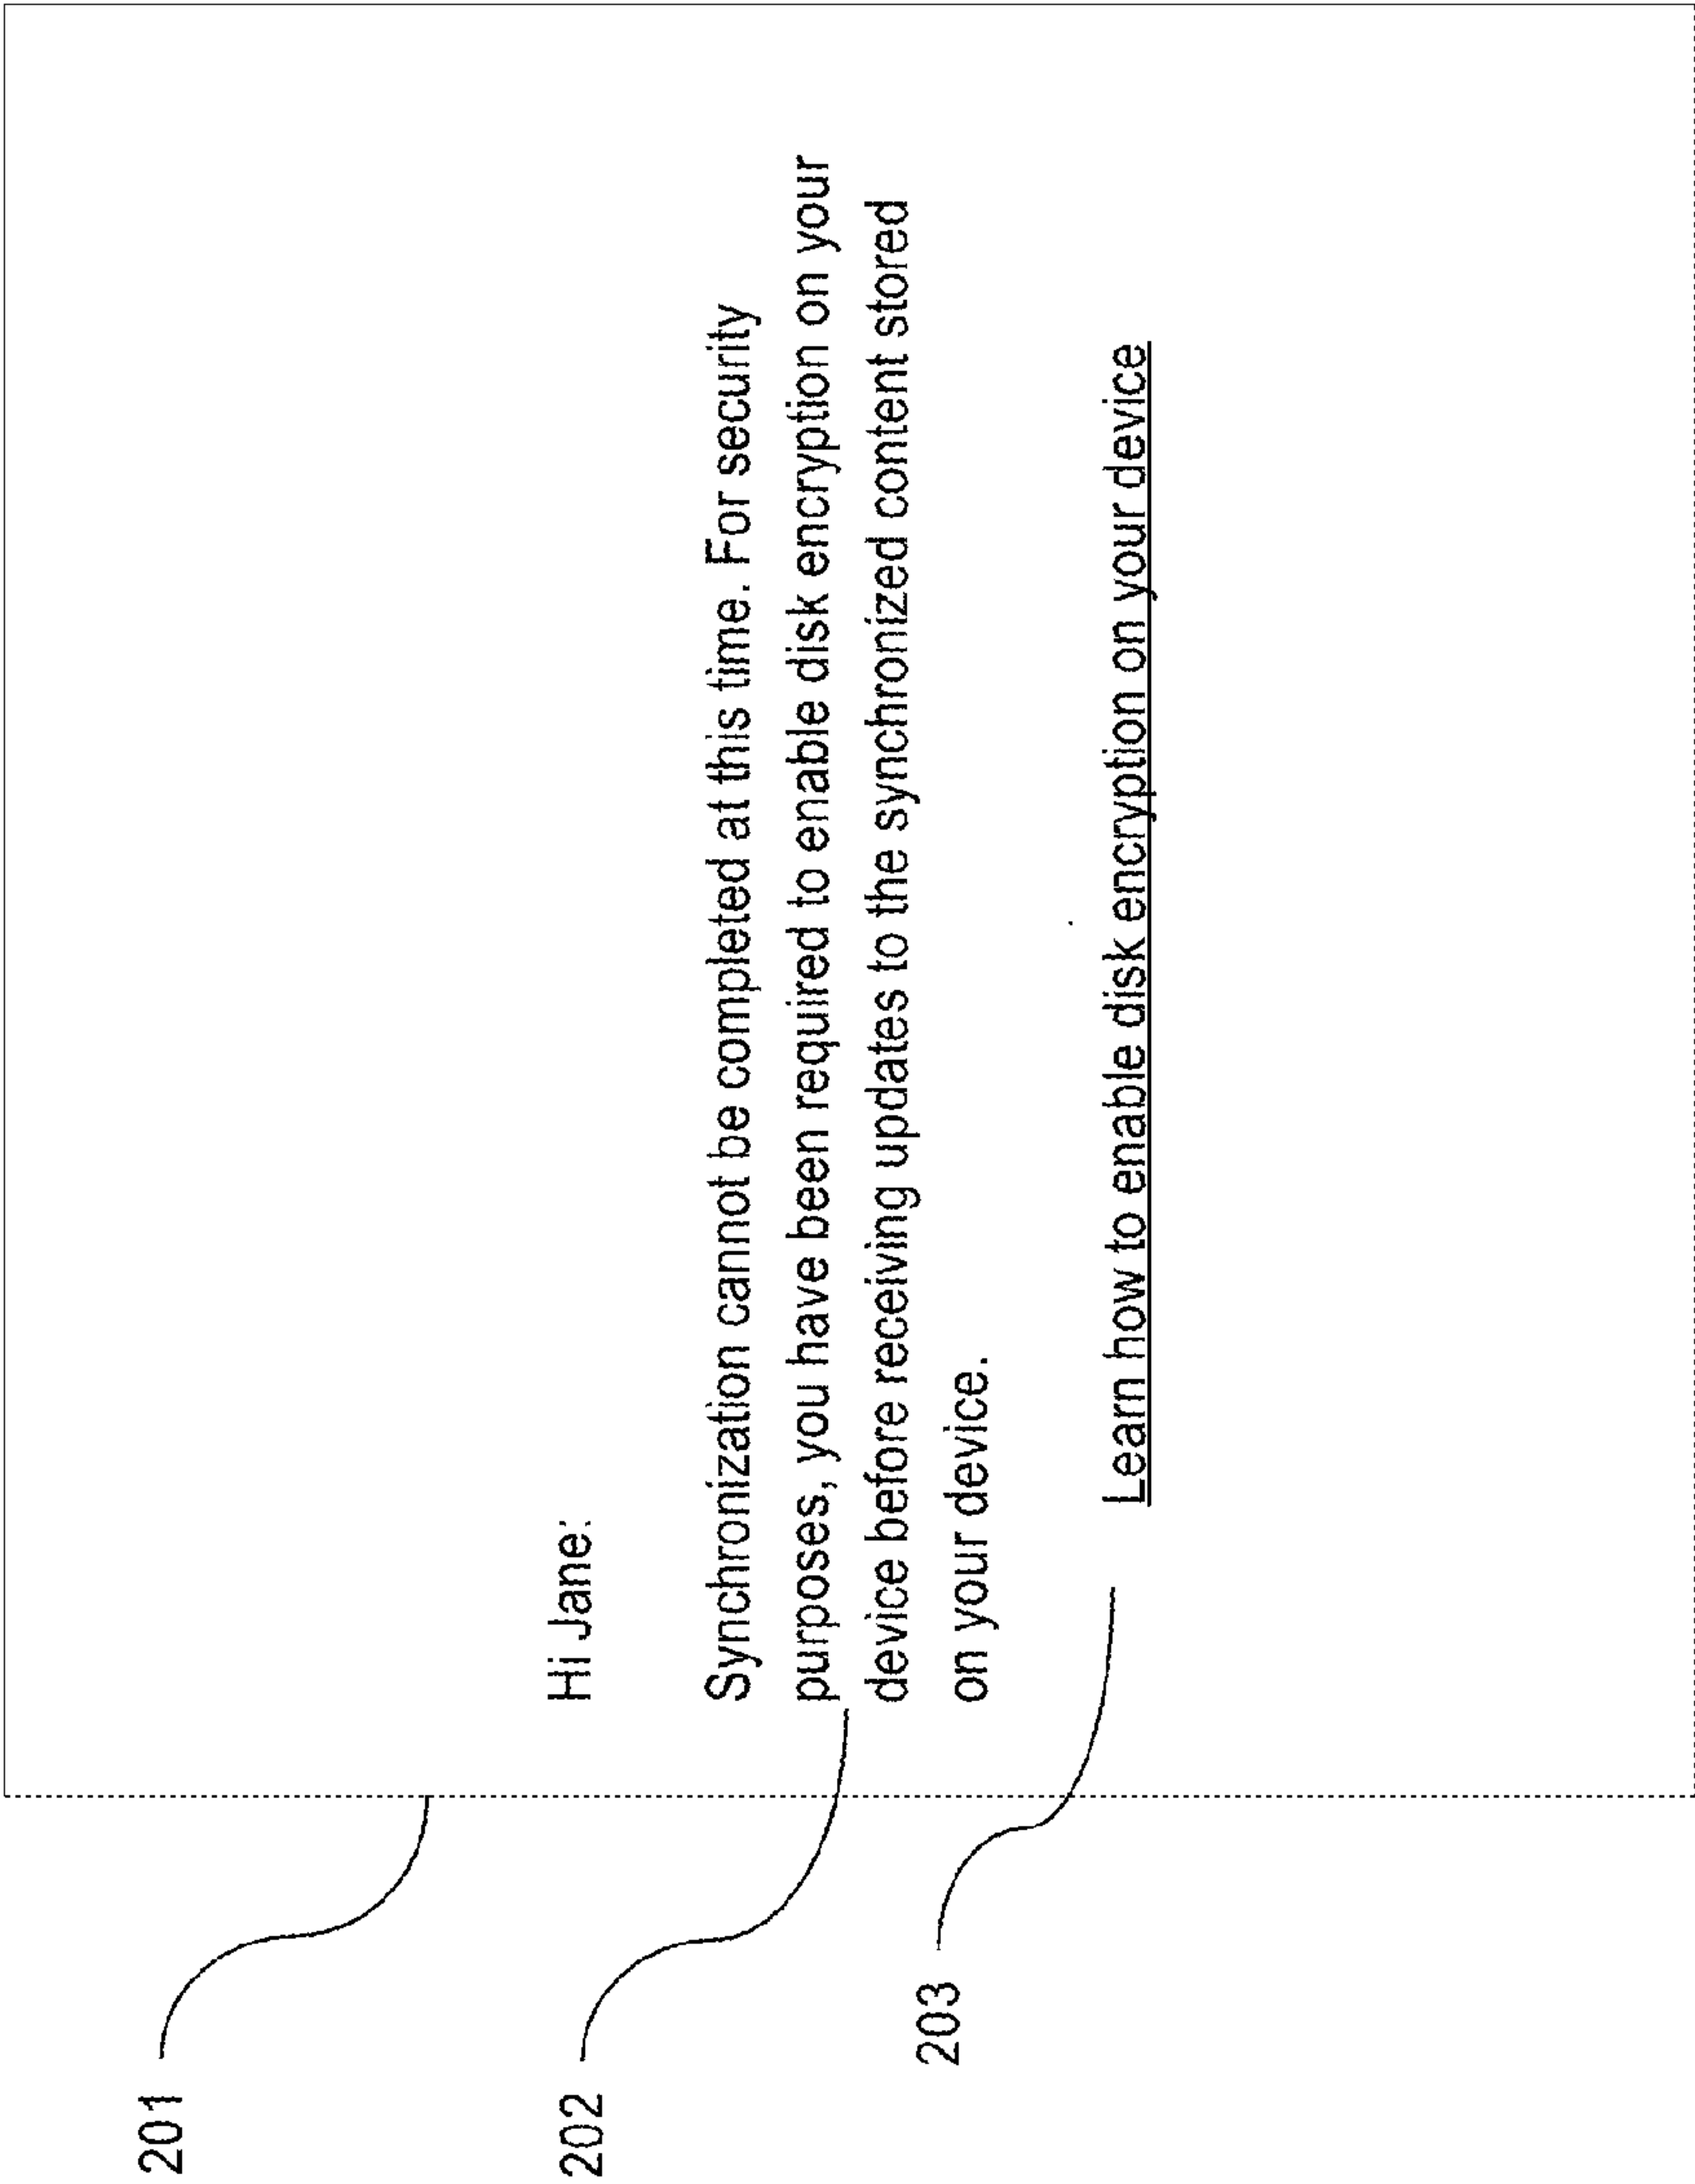 201
Hi Jane:
202
Synchronization cannot be completed at this time. For security
purposes, you have been required to enable disk encryption on your
device before receiving updates to the synchronized content stored
on your device.
203
Learn how to enable disk encryption on your device